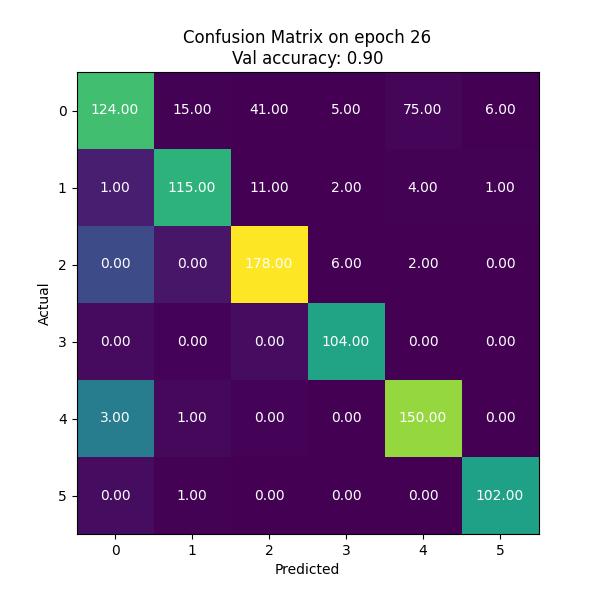 Confusion Matrix on epoch 26
Val accuracy: 0.90
0 124.00 15.00 41.00 5.00 75.00 6.00
1 1.00 115.00 11.00 2.00 4.00 1.00
2 0.00 0.00 178.00 6.00 2.00 0.00
Actual
3 0.00 0.00 0.00 104.00 0.00 0.00
4 3.00 1.00 0.00 0.00 150.00 0.00
5 0.00 1.00 0.00 0.00 0.00 102.00
0 1 2 3 4 5
Predicted